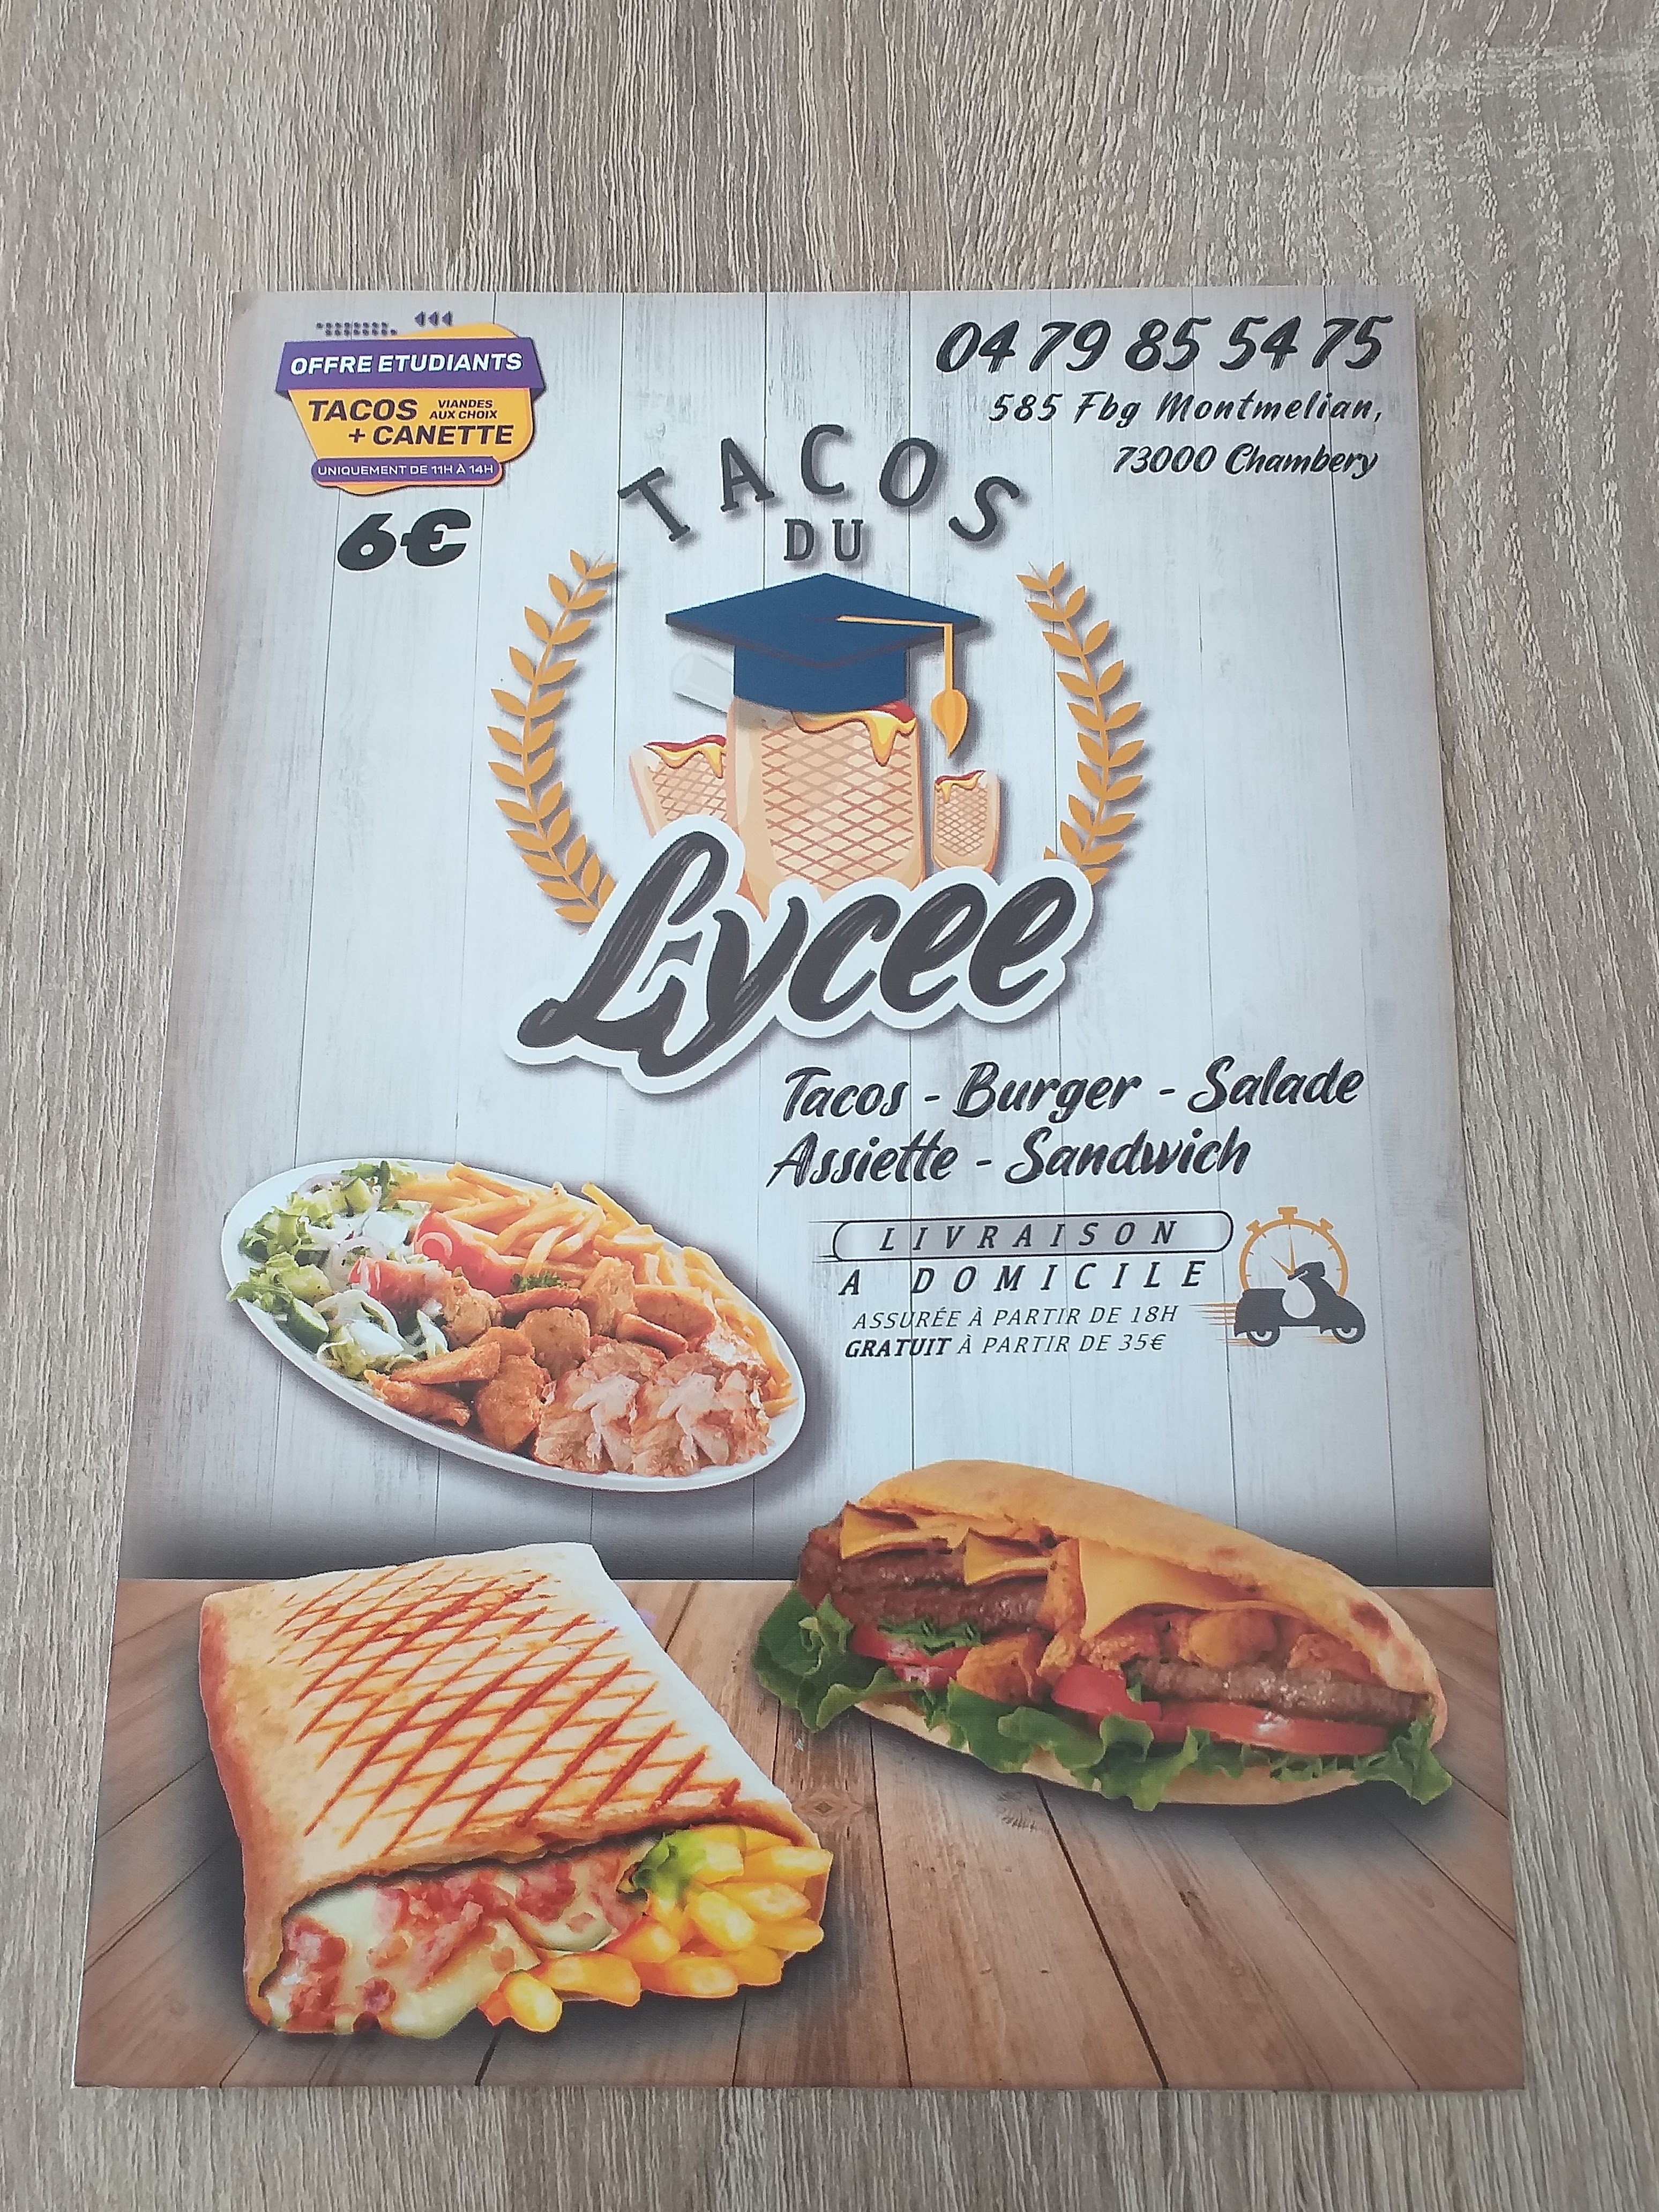 OFFRE ETUDIANTS
TACOS VIANDES AUX CHOIX
+ CANETTE
UNIQUEMENT DE 11H À 14H
6€
04 79 85 54 75
585 Fbg Montmelian,
73000 Chambery
TACOS
DU
Lycee
Tacos - Burger - Salade
Assiette - Sandwich
LIVRAISON
A DOMICILE
ASSURÉE À PARTIR DE 18H
GRATUIT À PARTIR DE 35€